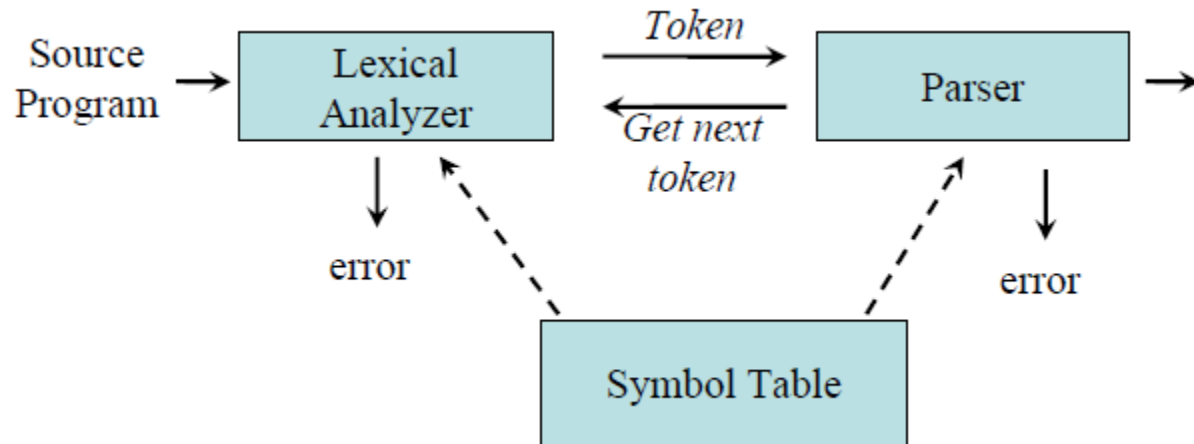 Source
Program
Lexical
Analyzer
Token
Get next
token
Parser
error
error
Symbol Table